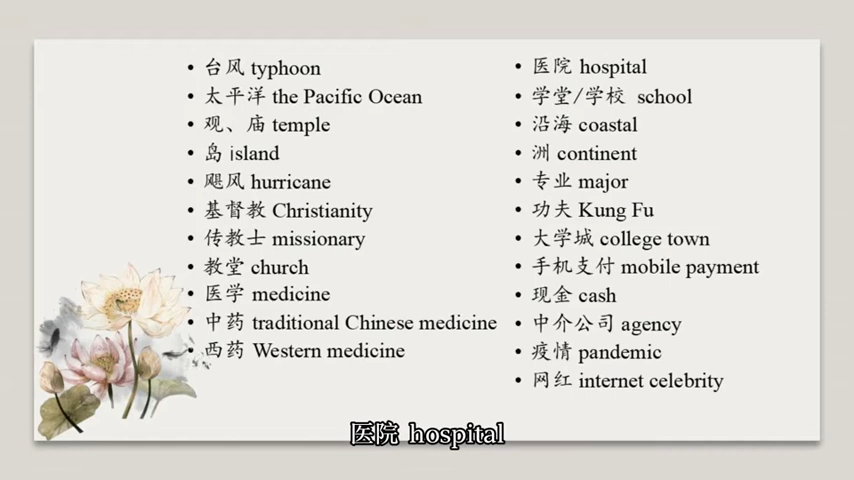 • 台风 typhoon
• 太平洋 the Pacific Ocean
• 观、庙 temple
• 岛 island
• 飓风 hurricane
• 基督教 Christianity
• 传教士 missionary
• 教堂 church
• 医学 medicine
• 中药 traditional Chinese medicine
• 西药 Western medicine
• 医院 hospital
• 学堂/学校 school
• 沿海 coastal
• 洲 continent
• 专业 major
• 功夫 Kung Fu
• 大学城 college town
• 手机支付 mobile payment
• 现金 cash
• 中介公司 agency
• 疫情 pandemic
• 网红 internet celebrity
医院 hospital